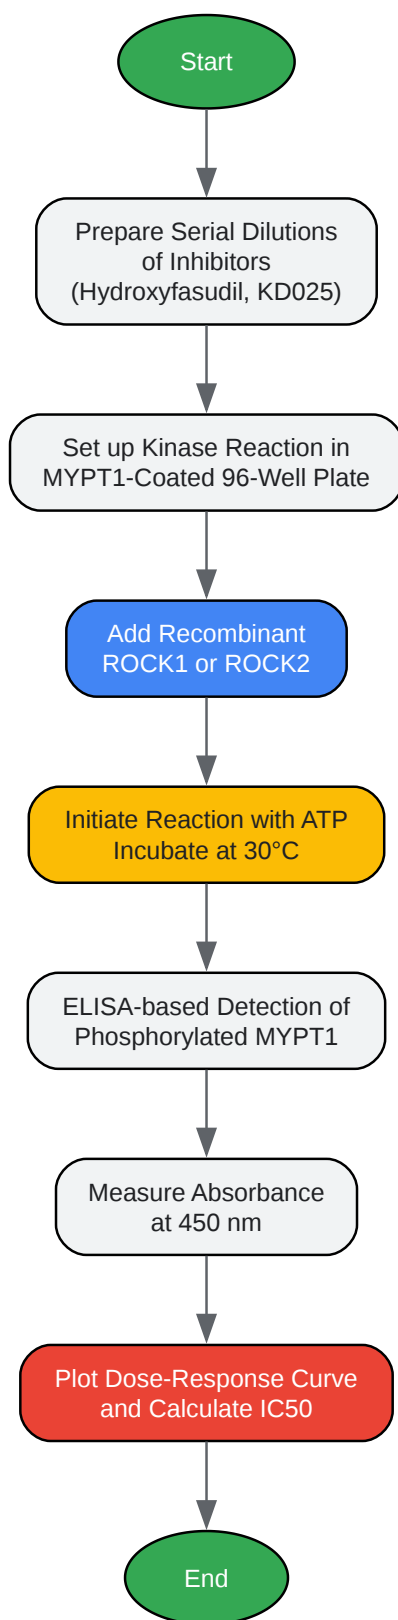 Start
Prepare Serial Dilutions
of Inhibitors
(Hydroxyfasudil, KD025)
Set up Kinase Reaction in
MYPT1-Coated 96-Well Plate
Add Recombinant
ROCK1 or ROCK2
Initiate Reaction with ATP
Incubate at 30°C
ELISA-based Detection of
Phosphorylated MYPT1
Measure Absorbance
at 450 nm
Plot Dose-Response Curve
and Calculate IC50
End